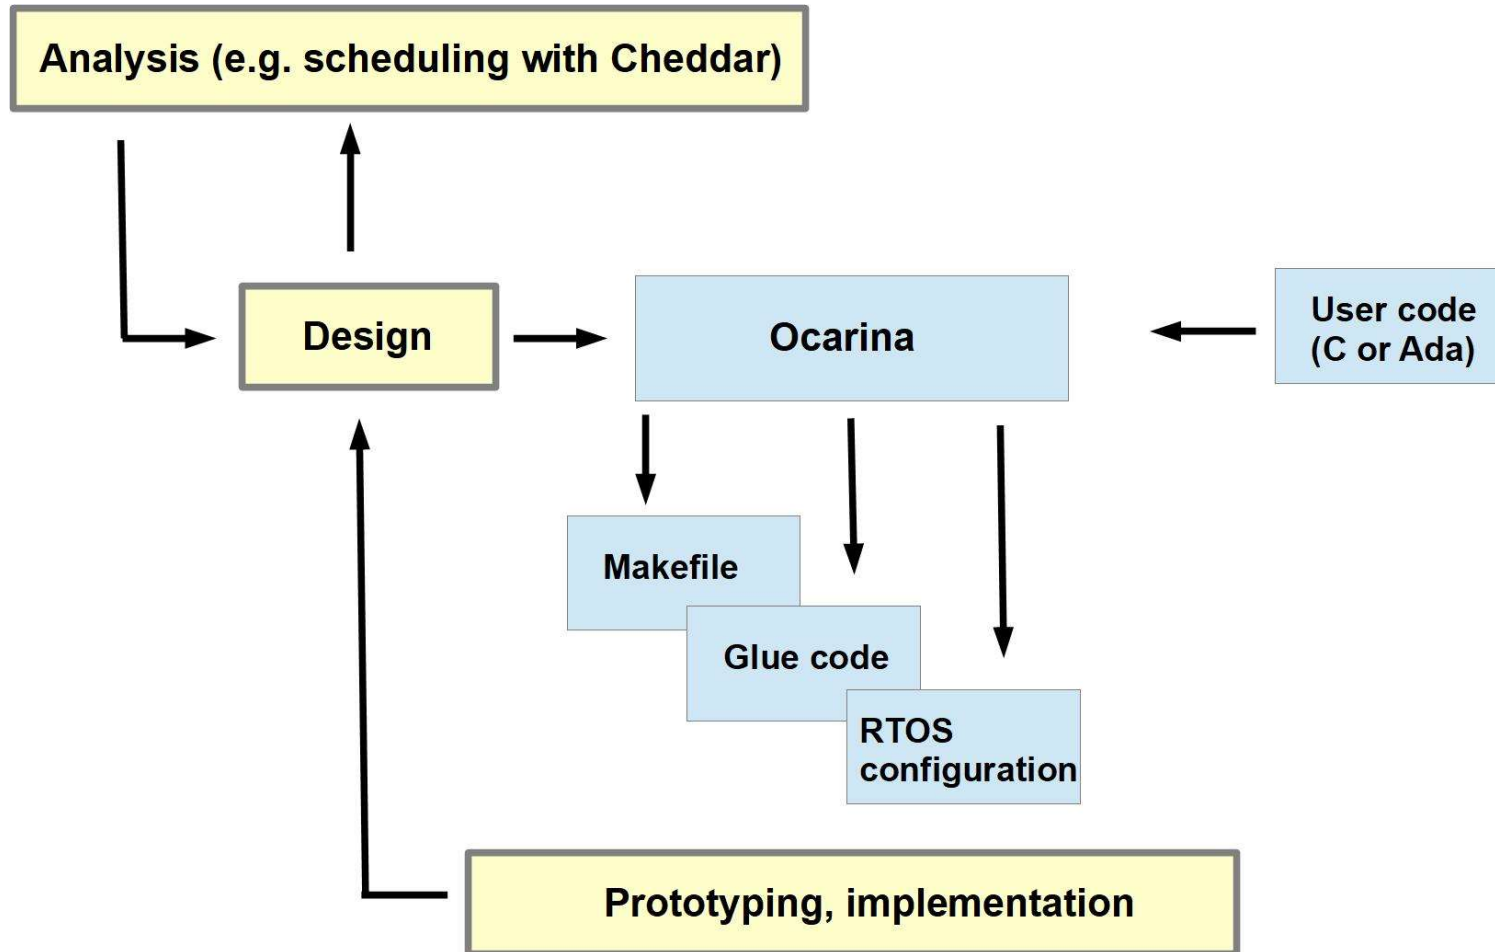 Analysis (e.g. scheduling with Cheddar)
Design
Ocarina
User code
(C or Ada)
Makefile
Glue code
RTOS
configuration
Prototyping, implementation